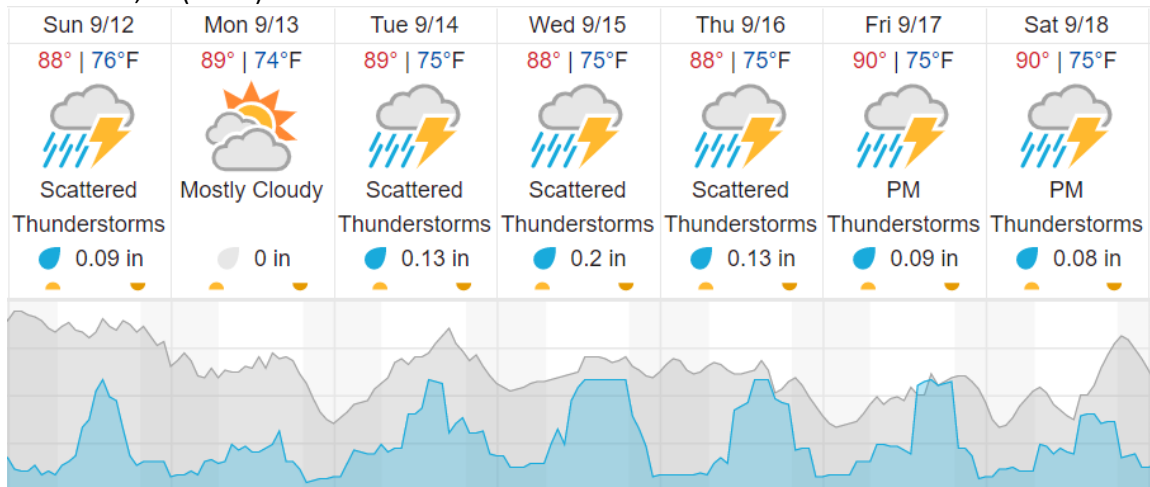 Sun 9/12 Mon 9/13 Tue 9/14 Wed 9/15 Thu 9/16 Fri 9/17 Sat 9/18
88° | 76°F 89° | 74°F 89° | 75°F 88° | 75°F 88° | 75°F 90° | 75°F 90° | 75°F
Scattered Mostly Cloudy Scattered Scattered Scattered PM PM
Thunderstorms Thunderstorms Thunderstorms Thunderstorms Thunderstorms Thunderstorms
0.09 in 0 in 0.13 in 0.2 in 0.13 in 0.09 in 0.08 in